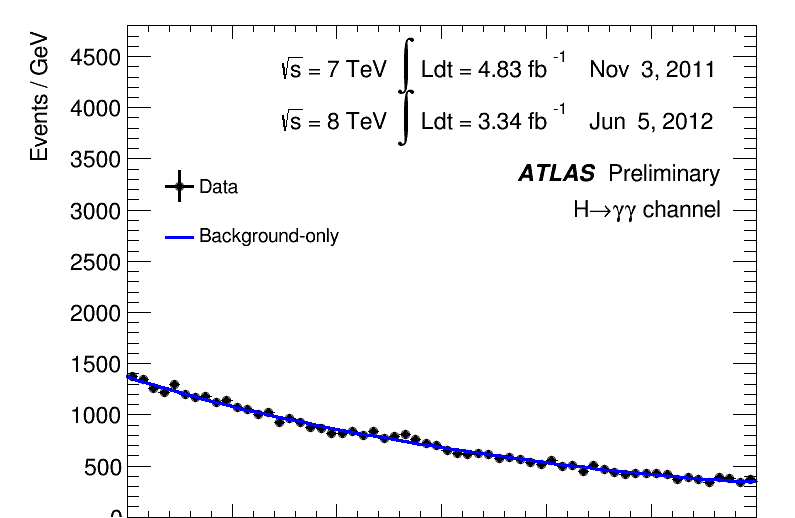 Events / GeV
4500
4000
3500
3000
2500
2000
1500
1000
500
0
√s = 7 TeV ∫ Ldt = 4.83 fb⁻¹ Nov 3, 2011
√s = 8 TeV ∫ Ldt = 3.34 fb⁻¹ Jun 5, 2012
ATLAS Preliminary
H→γγ channel
Data
Background-only